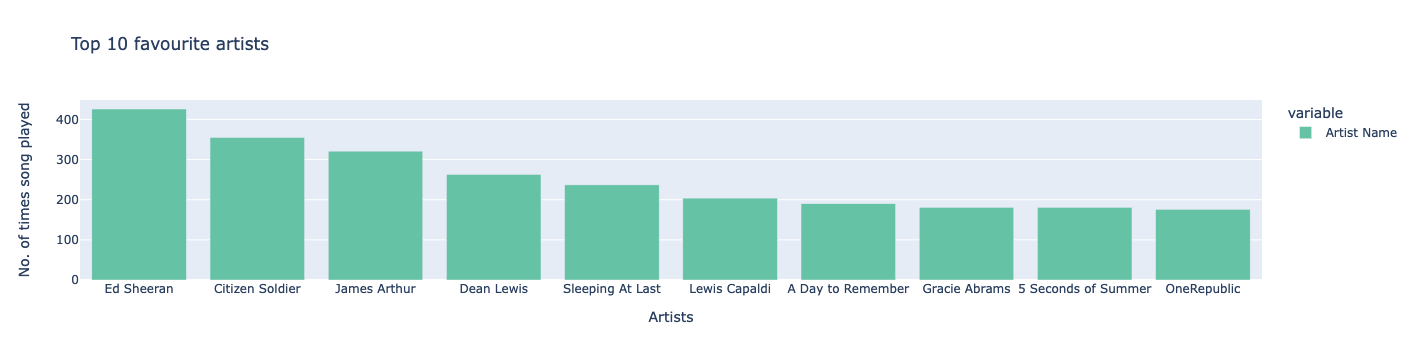 Top 10 favourite artists
No. of times song played
400
300
200
100
0
Ed Sheeran
Citizen Soldier
James Arthur
Dean Lewis
Sleeping At Last
Lewis Capaldi
A Day to Remember
Gracie Abrams
5 Seconds of Summer
OneRepublic
Artists
variable
Artist Name